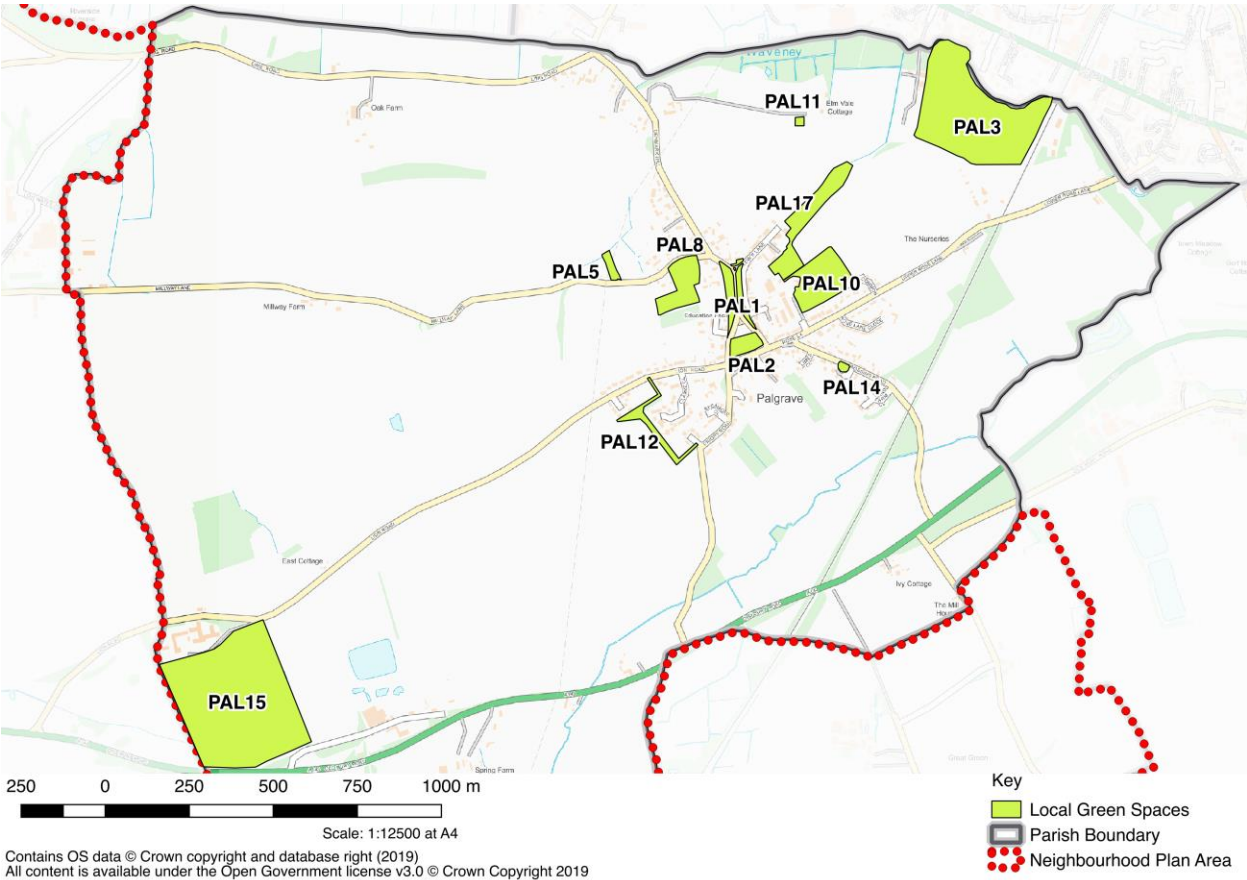 Waveney
PAL11
Elm Vale
Cottage
PAL3
Oak Farm
PAL17
The Nurseries
PAL8
PAL5
PAL10
Millway Farm
PAL1
PAL2
PAL14
Palgrave
PAL12
East Cottage
Ivy Cottage
The Mill
House
PAL15
Spring Farm
250 0 250 500 750 1000 m
Scale: 1:12500 at A4
Key
Local Green Spaces
Parish Boundary
Neighbourhood Plan Area
Contains OS data © Crown copyright and database right (2019)
All content is available under the Open Government license v3.0 © Crown Copyright 2019